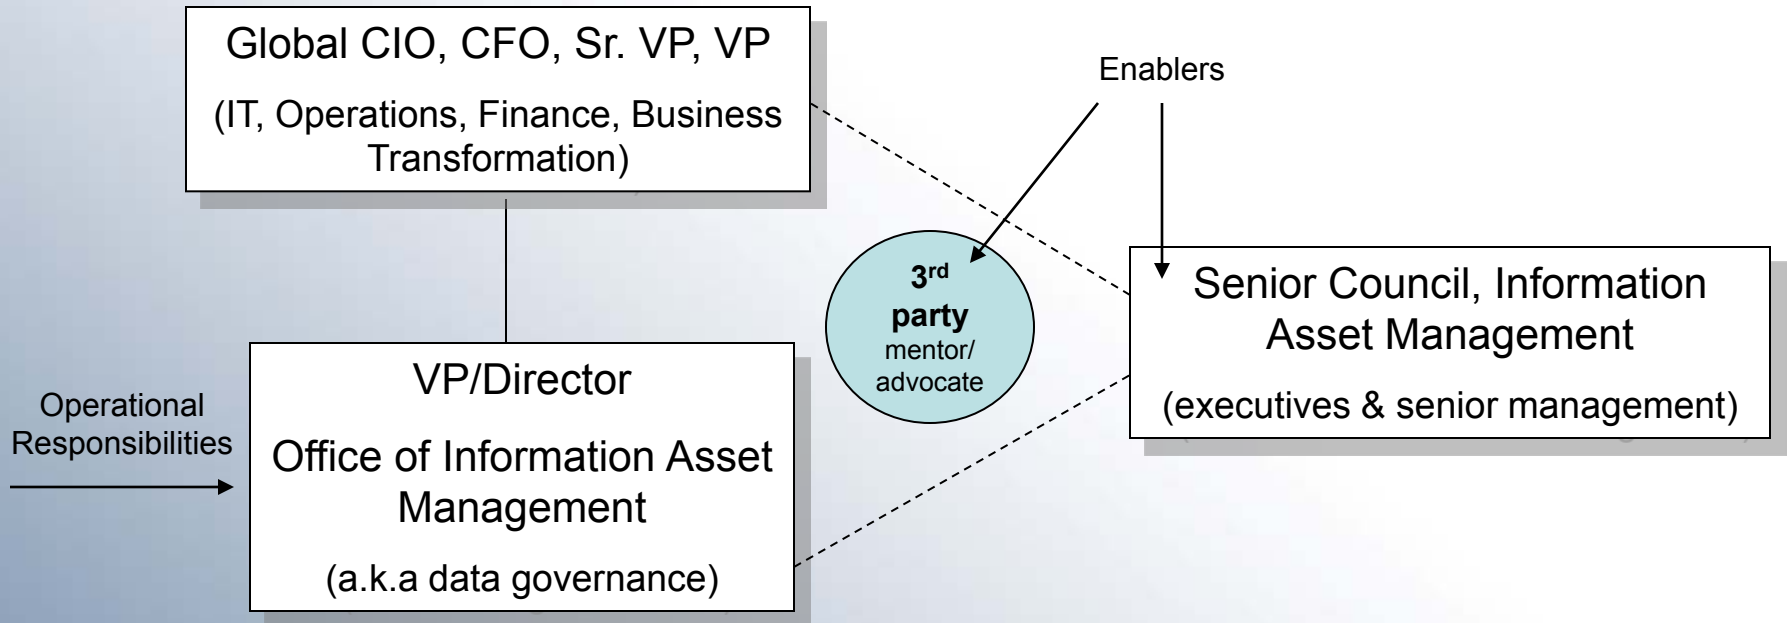 Global CIO, CFO, Sr. VP, VP
(IT, Operations, Finance, Business
Transformation)
Enablers
3rd
party
mentor/
advocate
Senior Council, Information
Asset Management
(executives & senior management)
Operational
Responsibilities
VP/Director
Office of Information Asset
Management
(a.k.a data governance)